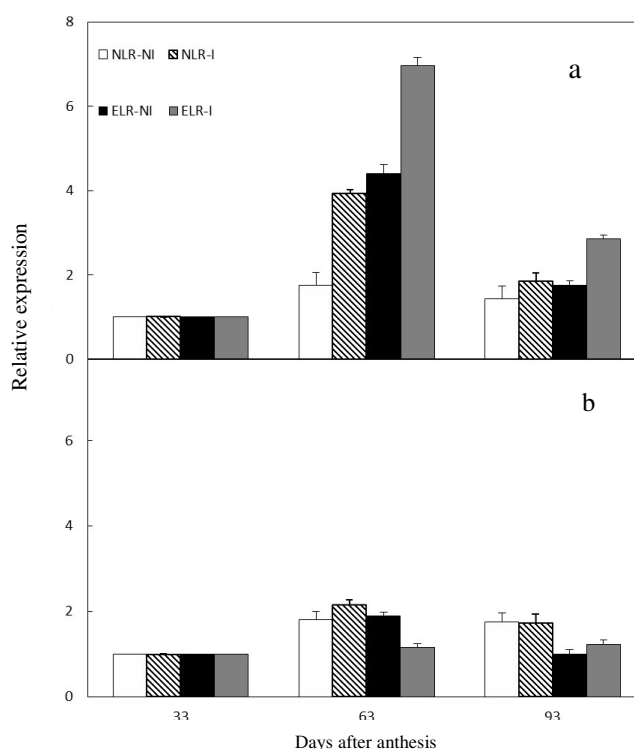 8
NLR-NI NLR-I
a
ELR-NI ELR-I
6
4
2
0
Relative expression
b
6
4
2
0
33 63 93
Days after anthesis